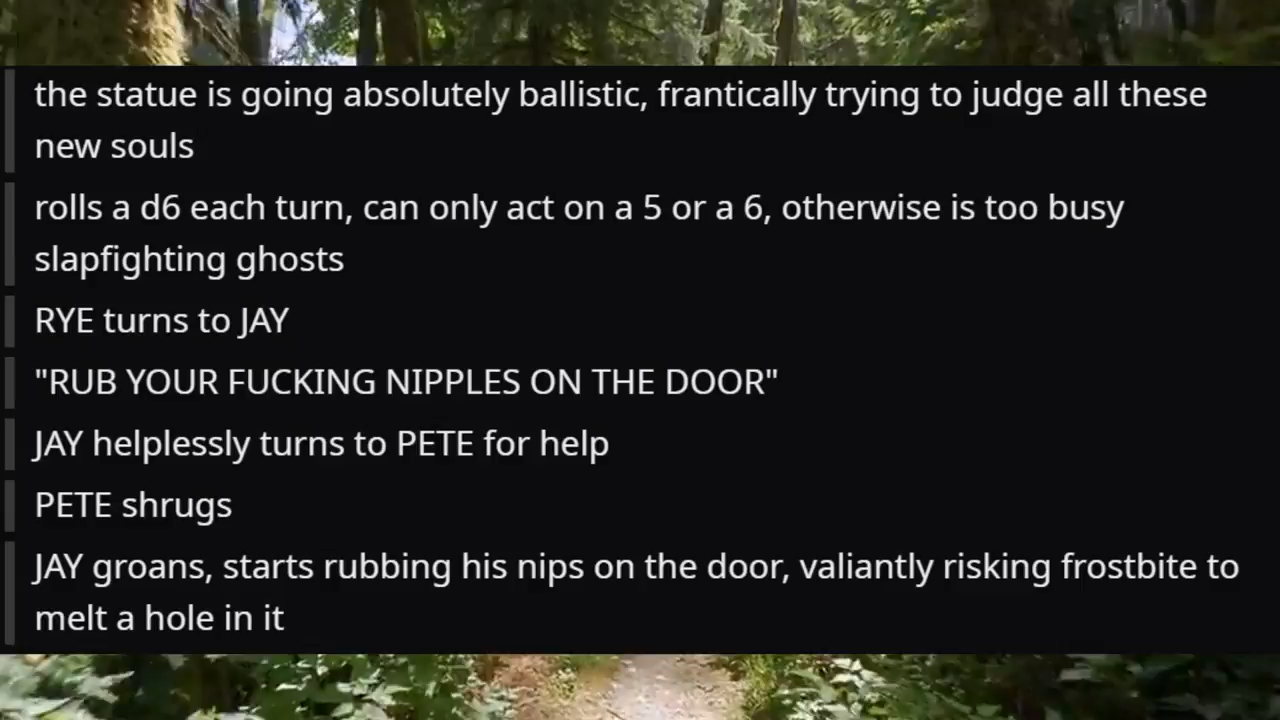 the statue is going absolutely ballistic, frantically trying to judge all these
new souls
rolls a d6 each turn, can only act on a 5 or a 6, otherwise is too busy
slapfighting ghosts
RYE turns to JAY
"RUB YOUR FUCKING NIPPLES ON THE DOOR"
JAY helplessly turns to PETE for help
PETE shrugs
JAY groans, starts rubbing his nips on the door, valiantly risking frostbite to
melt a hole in it